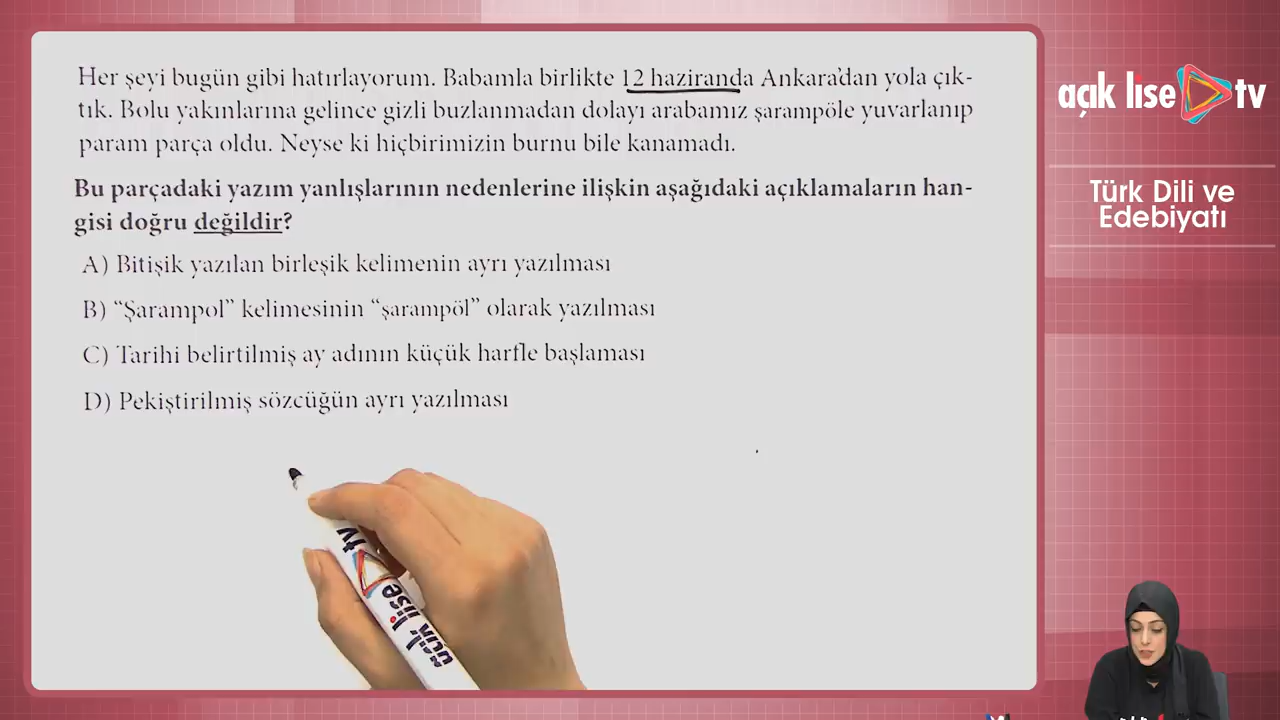 Her şeyi bugün gibi hatırlayorum. Babamla birlikte 12 haziranda Ankara'dan yola çık-
tık. Bolu yakınlarına gelince gizli buzlanmadan dolayı arabamız şarampöle yuvarlanıp
param parça oldu. Neyse ki hiçbirimizin burnu bile kanamadı.
Bu parçadaki yazım yanlışlarının nedenlerine ilişkin aşağıdaki açıklamaların han-
gisi doğru değildir?
A) Bitişik yazılan birleşik kelimenin ayrı yazılması
B) “Şarampol” kelimesinin “şarampöl” olarak yazılması
C) Tarihi belirtilmiş ay adının küçük harfle başlaması
D) Pekiştirilmiş sözcüğün ayrı yazılması
açık lise tv
Türk Dili ve
Edebiyatı
açık lise tv